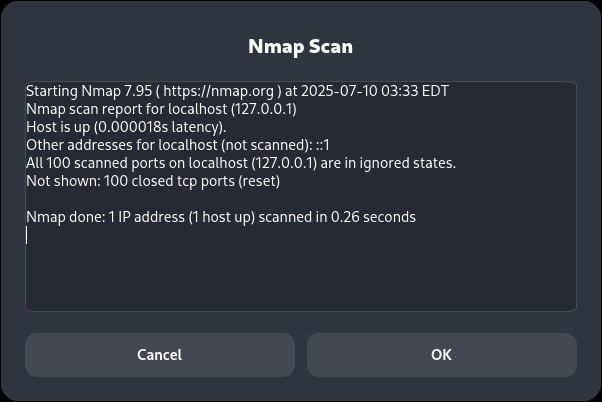 Nmap Scan
Starting Nmap 7.95 ( https://nmap.org ) at 2025-07-10 03:33 EDT
Nmap scan report for localhost (127.0.0.1)
Host is up (0.000018s latency).
Other addresses for localhost (not scanned): ::1
All 100 scanned ports on localhost (127.0.0.1) are in ignored states.
Not shown: 100 closed tcp ports (reset)
Nmap done: 1 IP address (1 host up) scanned in 0.26 seconds
Cancel
OK